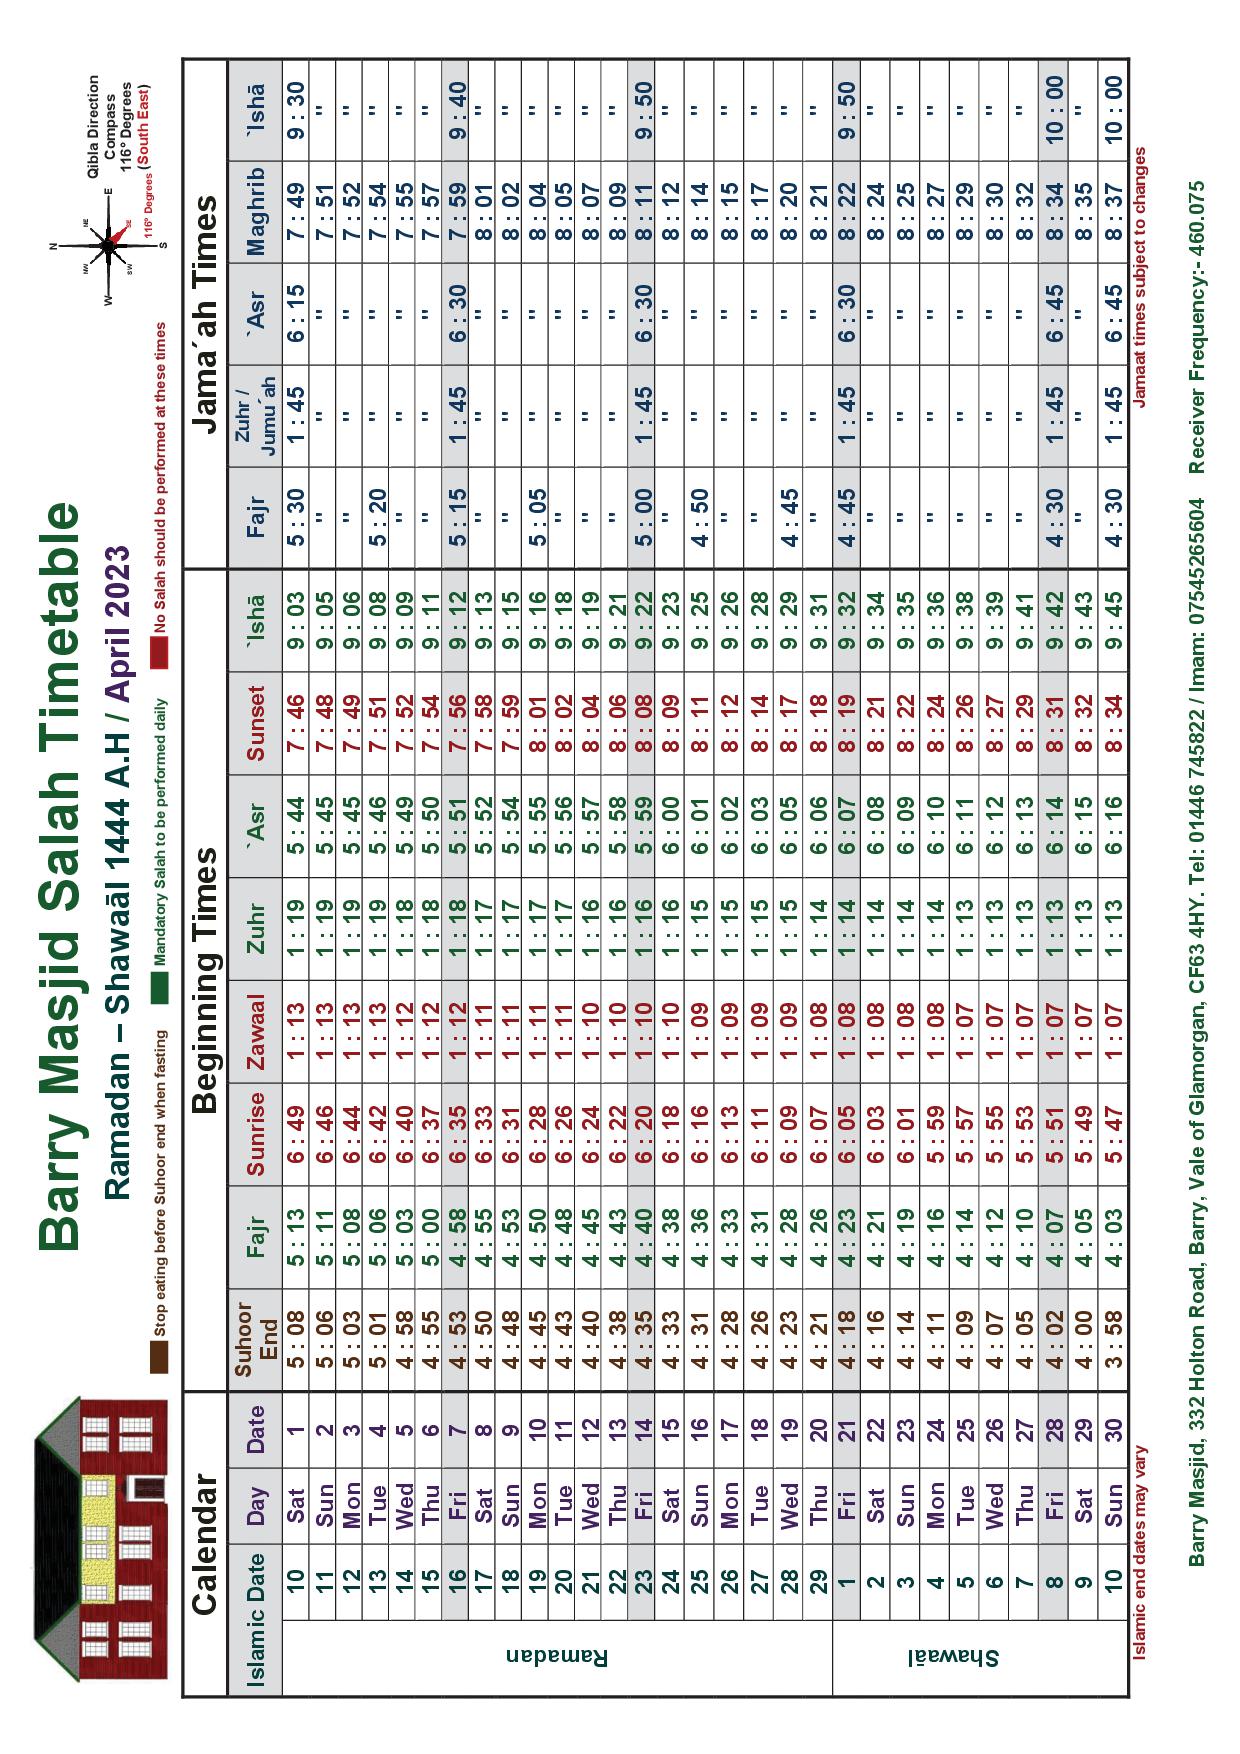 Barry Masjid Salah Timetable
Ramadan – Shawaāl 1444 A.H / April 2023
Stop eating before Suhoor end when fasting Mandatory Salah to be performed daily No Salah should be performed at these times
N
NW NE
W E
SW SE
S
116° Degrees
Qibla Direction
Compass
116° Degrees
(South East)
Calendar Beginning Times Jama´ah Times
Islamic Date Day Date Suhoor End Fajr Sunrise Zawaal Zuhr `Asr Sunset `Ishā Fajr Zuhr / Jumu´ah `Asr Maghrib `Ishā
Ramadan
10 Sat 1 5 : 08 5 : 13 6 : 49 1 : 13 1 : 19 5 : 44 7 : 46 9 : 03 5 : 30 1 : 45 6 : 15 7 : 49 9 : 30
11 Sun 2 5 : 06 5 : 11 6 : 46 1 : 13 1 : 19 5 : 45 7 : 48 9 : 05 " " " 7 : 51 "
12 Mon 3 5 : 03 5 : 08 6 : 44 1 : 13 1 : 19 5 : 45 7 : 49 9 : 06 " " " 7 : 52 "
13 Tue 4 5 : 01 5 : 06 6 : 42 1 : 13 1 : 19 5 : 46 7 : 51 9 : 08 5 : 20 " " 7 : 54 "
14 Wed 5 4 : 58 5 : 03 6 : 40 1 : 12 1 : 18 5 : 49 7 : 52 9 : 09 " " " 7 : 55 "
15 Thu 6 4 : 55 5 : 00 6 : 37 1 : 12 1 : 18 5 : 50 7 : 54 9 : 11 " " " 7 : 57 "
16 Fri 7 4 : 53 4 : 58 6 : 35 1 : 12 1 : 18 5 : 51 7 : 56 9 : 12 5 : 15 1 : 45 6 : 30 7 : 59 9 : 40
17 Sat 8 4 : 50 4 : 55 6 : 33 1 : 11 1 : 17 5 : 52 7 : 58 9 : 13 " " " 8 : 01 "
18 Sun 9 4 : 48 4 : 53 6 : 31 1 : 11 1 : 17 5 : 54 7 : 59 9 : 15 " " " 8 : 02 "
19 Mon 10 4 : 45 4 : 50 6 : 28 1 : 11 1 : 17 5 : 55 8 : 01 9 : 16 5 : 05 " " 8 : 04 "
20 Tue 11 4 : 43 4 : 48 6 : 26 1 : 11 1 : 17 5 : 56 8 : 02 9 : 18 " " " 8 : 05 "
21 Wed 12 4 : 40 4 : 45 6 : 24 1 : 10 1 : 16 5 : 57 8 : 04 9 : 19 " " " 8 : 07 "
22 Thu 13 4 : 38 4 : 43 6 : 22 1 : 10 1 : 16 5 : 58 8 : 06 9 : 21 " " " 8 : 09 "
23 Fri 14 4 : 35 4 : 40 6 : 20 1 : 10 1 : 16 5 : 59 8 : 08 9 : 22 5 : 00 1 : 45 6 : 30 8 : 11 9 : 50
24 Sat 15 4 : 33 4 : 38 6 : 18 1 : 10 1 : 16 6 : 00 8 : 09 9 : 23 " " " 8 : 12 "
25 Sun 16 4 : 31 4 : 36 6 : 16 1 : 09 1 : 15 6 : 01 8 : 11 9 : 25 4 : 50 " " 8 : 14 "
26 Mon 17 4 : 28 4 : 33 6 : 13 1 : 09 1 : 15 6 : 02 8 : 12 9 : 26 " " " 8 : 15 "
27 Tue 18 4 : 26 4 : 31 6 : 11 1 : 09 1 : 15 6 : 03 8 : 14 9 : 28 " " " 8 : 17 "
28 Wed 19 4 : 23 4 : 28 6 : 09 1 : 09 1 : 15 6 : 05 8 : 17 9 : 29 4 : 45 " " 8 : 20 "
29 Thu 20 4 : 21 4 : 26 6 : 07 1 : 08 1 : 14 6 : 06 8 : 18 9 : 31 " " " 8 : 21 "
Shawaāl
1 Fri 21 4 : 18 4 : 23 6 : 05 1 : 08 1 : 14 6 : 07 8 : 19 9 : 32 4 : 45 1 : 45 6 : 30 8 : 22 9 : 50
2 Sat 22 4 : 16 4 : 21 6 : 03 1 : 08 1 : 14 6 : 08 8 : 21 9 : 34 " " " 8 : 24 "
3 Sun 23 4 : 14 4 : 19 6 : 01 1 : 08 1 : 14 6 : 09 8 : 22 9 : 35 " " " 8 : 25 "
4 Mon 24 4 : 11 4 : 16 5 : 59 1 : 08 1 : 14 6 : 10 8 : 24 9 : 36 " " " 8 : 27 "
5 Tue 25 4 : 09 4 : 14 5 : 57 1 : 07 1 : 13 6 : 11 8 : 26 9 : 38 " " " 8 : 29 "
6 Wed 26 4 : 07 4 : 12 5 : 55 1 : 07 1 : 13 6 : 12 8 : 27 9 : 39 " " " 8 : 30 "
7 Thu 27 4 : 05 4 : 10 5 : 53 1 : 07 1 : 13 6 : 13 8 : 29 9 : 41 " " " 8 : 32 "
8 Fri 28 4 : 02 4 : 07 5 : 51 1 : 07 1 : 13 6 : 14 8 : 31 9 : 42 4 : 30 1 : 45 6 : 45 8 : 34 10 : 00
9 Sat 29 4 : 00 4 : 05 5 : 49 1 : 07 1 : 13 6 : 15 8 : 32 9 : 43 " " " 8 : 35 "
10 Sun 30 3 : 58 4 : 03 5 : 47 1 : 07 1 : 13 6 : 16 8 : 34 9 : 45 4 : 30 1 : 45 6 : 45 8 : 37 10 : 00
Islamic end dates may vary Jamaat times subject to changes
Barry Masjid, 332 Holton Road, Barry, Vale of Glamorgan, CF63 4HY. Tel: 01446 745822 / Imam: 07545265604 Receiver Frequency:- 460.075